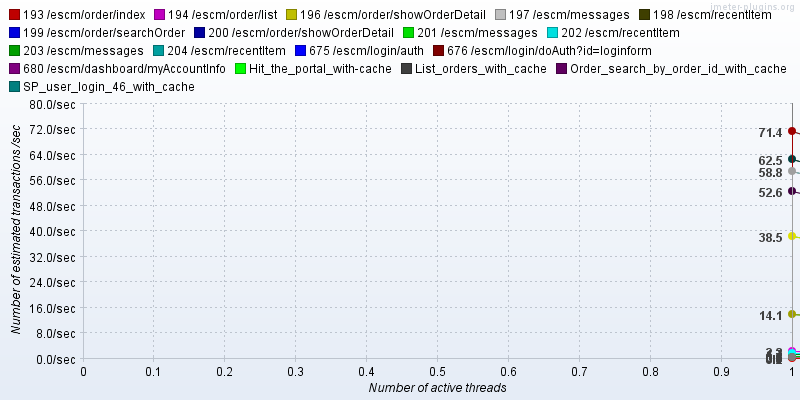 jmeter-plugins.org
193 /escm/order/index 194 /escm/order/list 196 /escm/order/showOrderDetail 197 /escm/messages 198 /escm/recentItem
199 /escm/order/searchOrder 200 /escm/order/showOrderDetail 201 /escm/messages 202 /escm/recentItem
203 /escm/messages 204 /escm/recentItem 675 /escm/login/auth 676 /escm/login/doAuth?id=loginform
680 /escm/dashboard/myAccountInfo Hit_the_portal_with-cache List_orders_with_cache Order_search_by_order_id_with_cache
SP_user_login_46_with_cache
Number of estimated transactions /sec
80.0/sec
72.0/sec
64.0/sec
56.0/sec
48.0/sec
40.0/sec
32.0/sec
24.0/sec
16.0/sec
8.0/sec
0.0/sec
71.4
62.5
58.8
52.6
38.5
14.1
0 0.1 0.2 0.3 0.4 0.5 0.6 0.7 0.8 0.9 1
Number of active threads